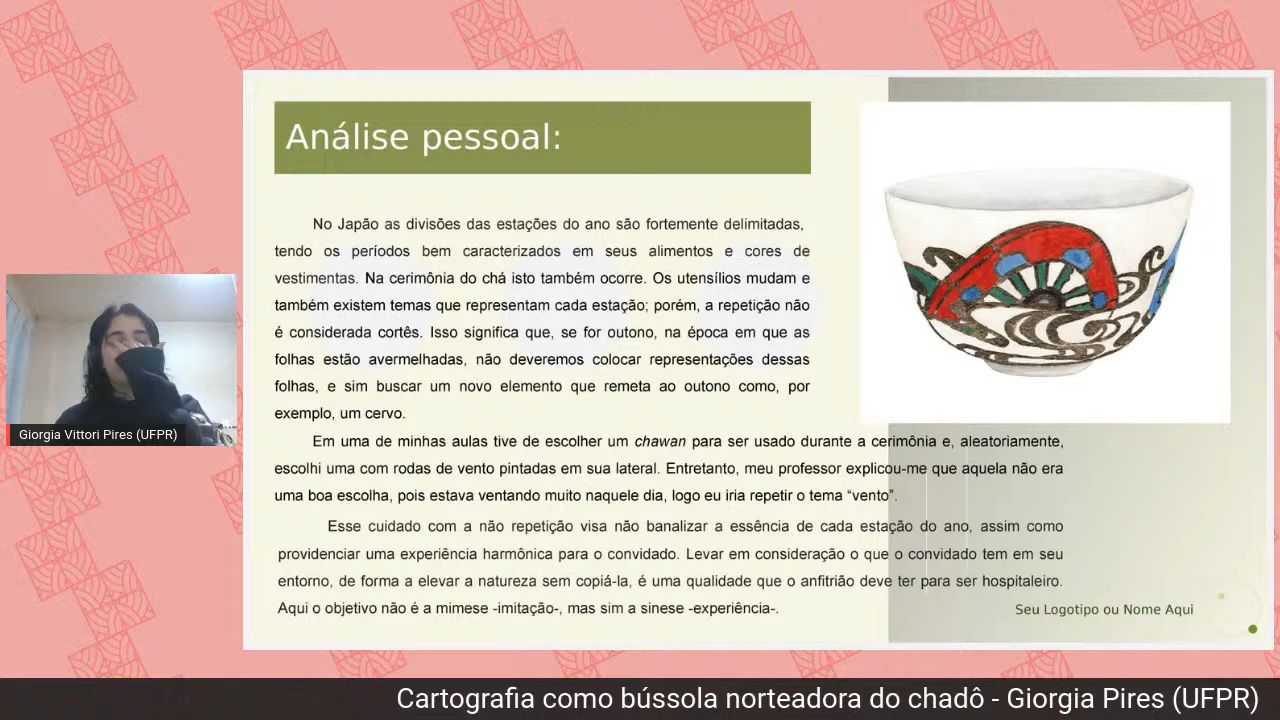 Análise pessoal:
No Japão as divisões das estações do ano são fortemente delimitadas,
tendo os períodos bem caracterizados em seus alimentos e cores de
vestimentas. Na cerimônia do chá isto também ocorre. Os utensílios mudam e
também existem temas que representam cada estação; porém, a repetição não
é considerada cortês. Isso significa que, se for outono, na época em que as
folhas estão avermelhadas, não deveremos colocar representações dessas
folhas, e sim buscar um novo elemento que remeta ao outono como, por
exemplo, um cervo.
Em uma de minhas aulas tive de escolher um chawan para ser usado durante a cerimônia e, aleatoriamente,
escolhi uma com rodas de vento pintadas em sua lateral. Entretanto, meu professor explicou-me que aquela não era
uma boa escolha, pois estava ventando muito naquele dia, logo eu iria repetir o tema “vento”.
Esse cuidado com a não repetição visa não banalizar a essência de cada estação do ano, assim como
providenciar uma experiência harmônica para o convidado. Levar em consideração o que o convidado tem em seu
entorno, de forma a elevar a natureza sem copiá-la, é uma qualidade que o anfitrião deve ter para ser hospitaleiro.
Aqui o objetivo não é a mimese -imitação-, mas sim a sinese -experiência-.
Seu Logotipo ou Nome Aqui
Giorgia Vittori Pires (UFPR)
Cartografia como bússola norteadora do chadô - Giorgia Pires (UFPR)